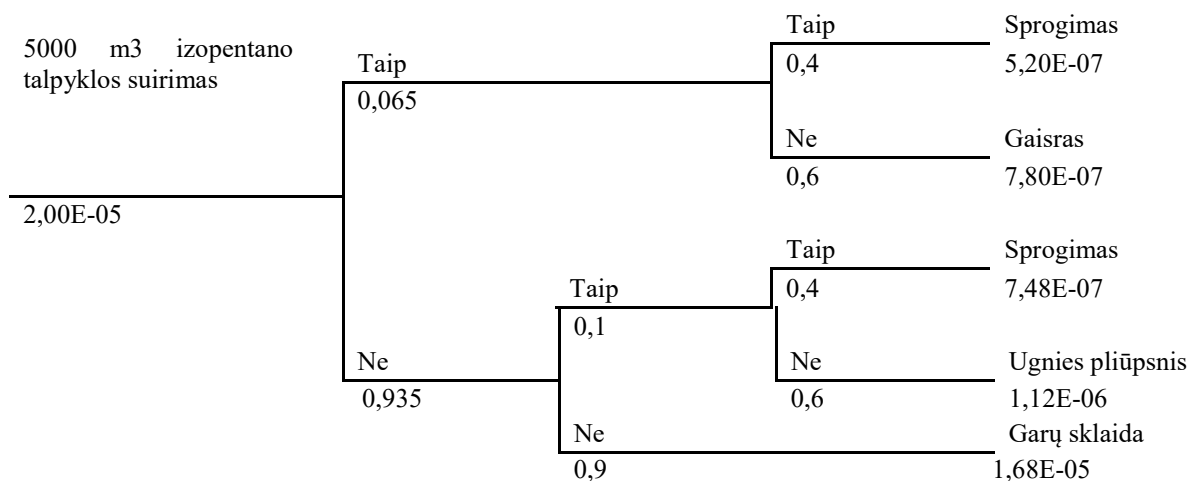 5000 m3 izopentano
talpyklos suirimas
2,00E-05
Taip
0,065
Taip
0,4
Sprogimas
5,20E-07
Ne
0,6
Gaisras
7,80E-07
Ne
0,935
Taip
0,1
Taip
0,4
Sprogimas
7,48E-07
Ne
0,6
Ugnies pliūpsnis
1,12E-06
Ne
0,9
Garų sklaida
1,68E-05